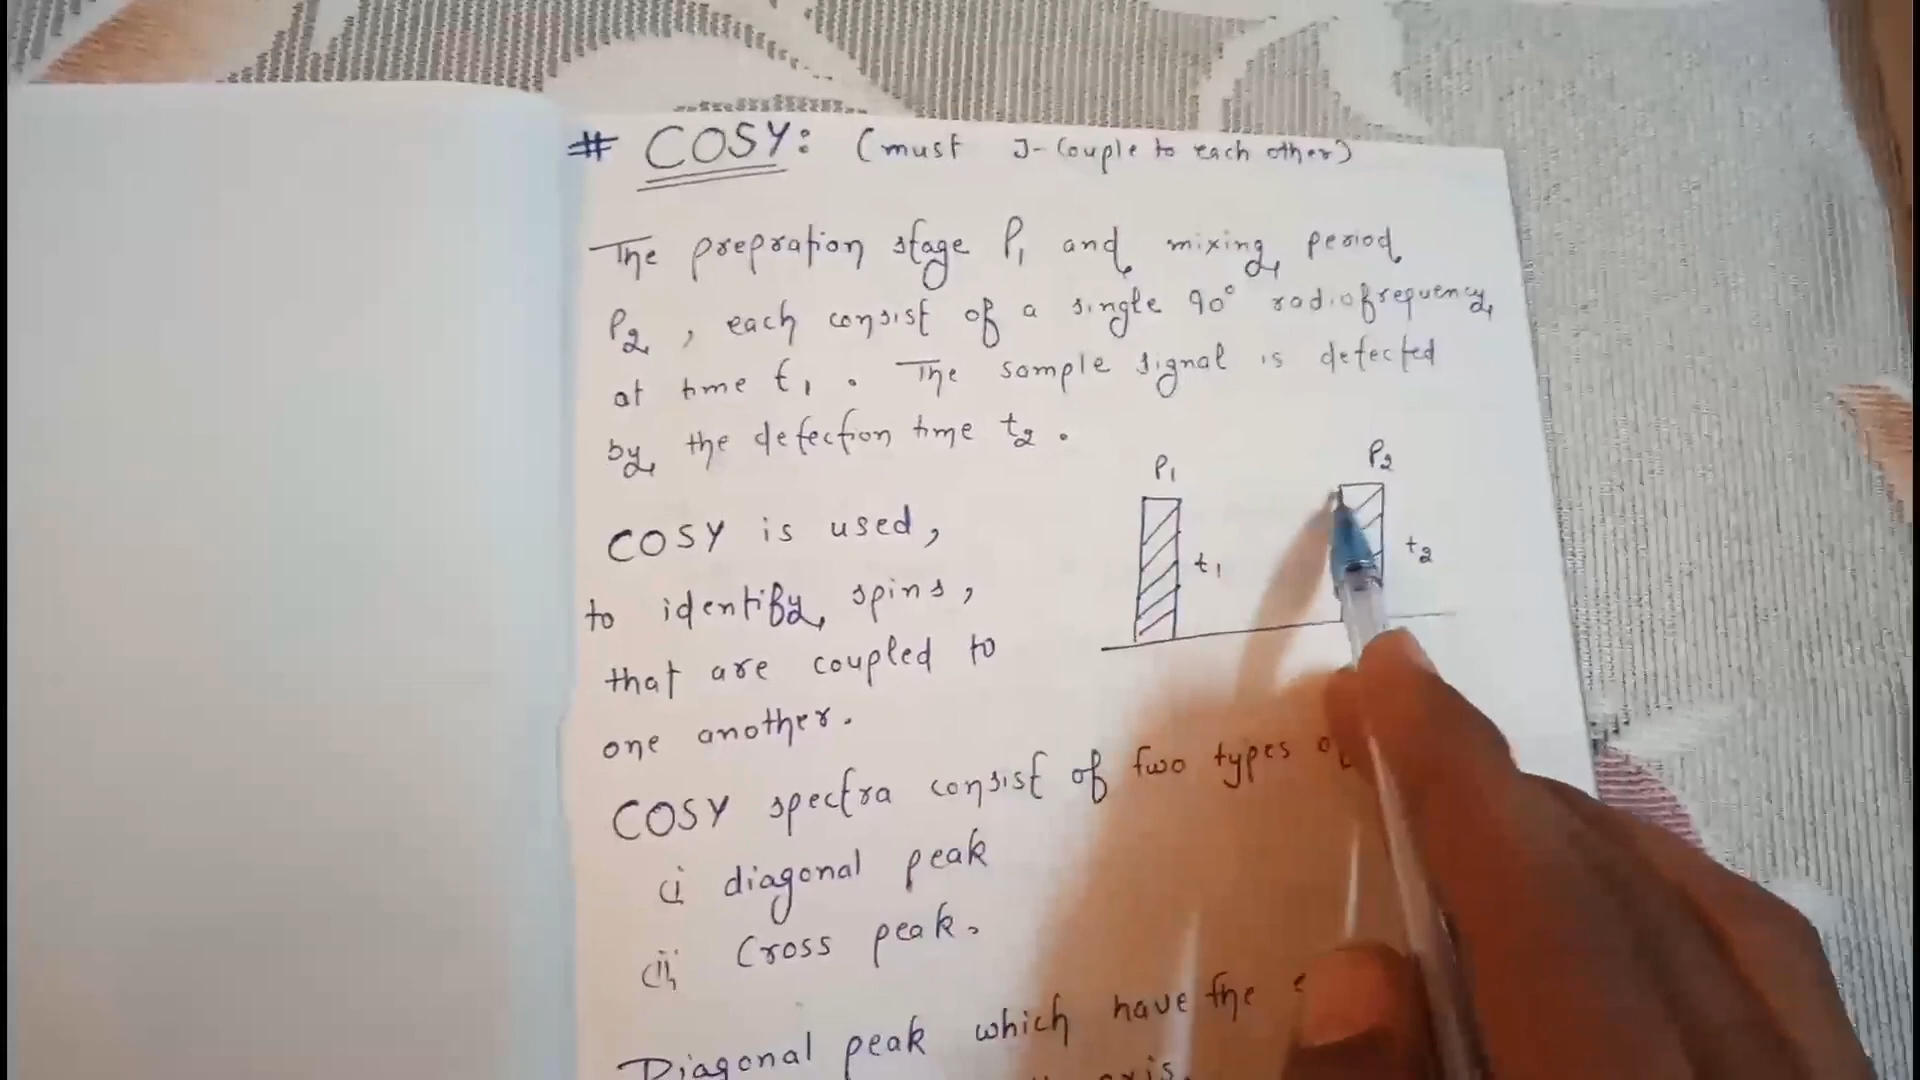 # COSY: (must J-Couple to each other)
The prepration stage P1 and mixing period
P2, each consist of a single 90° radiofrequency
at time t1. The sample signal is detected
by the detection time t2.
P1 P2
COSY is used,
t1 t2
to identify spins,
that are coupled to
one another.
COSY spectra consist of two types
(i) diagonal peak
(ii) Cross peak.
Diagonal peak which have the
axis.